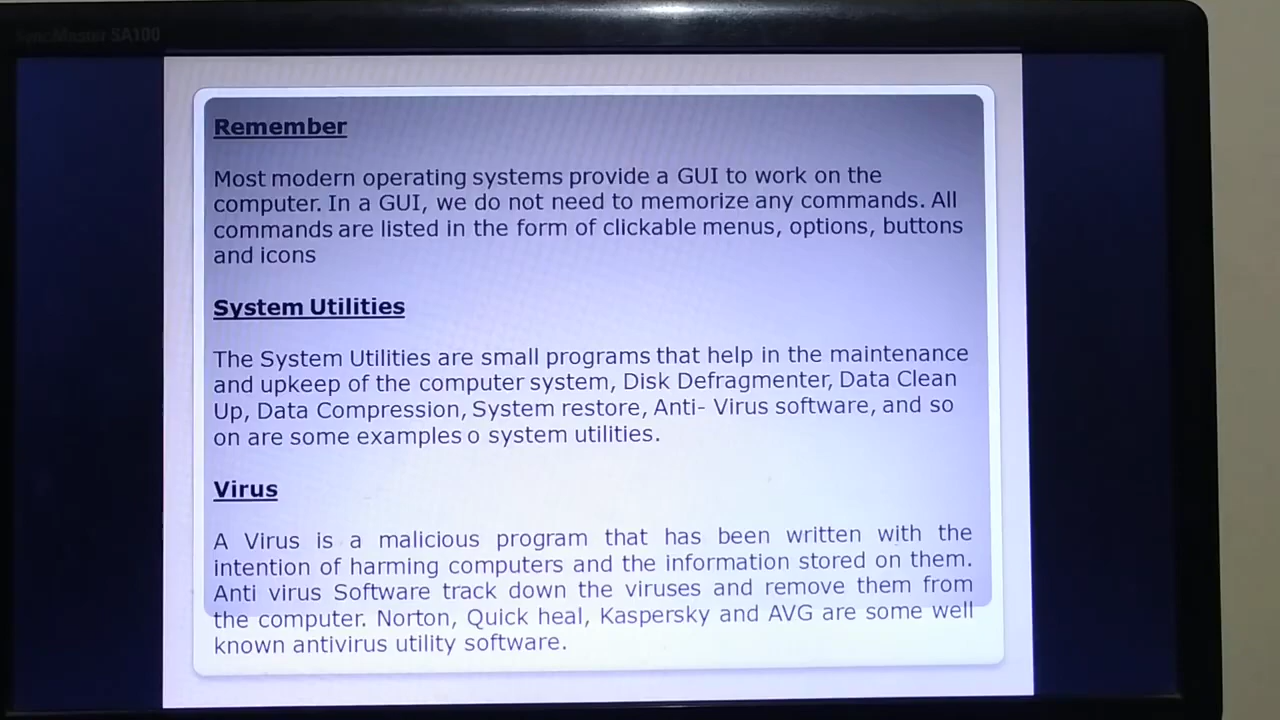 SyncMaster SA100
Remember
Most modern operating systems provide a GUI to work on the
computer. In a GUI, we do not need to memorize any commands. All
commands are listed in the form of clickable menus, options, buttons
and icons
System Utilities
The System Utilities are small programs that help in the maintenance
and upkeep of the computer system, Disk Defragmenter, Data Clean
Up, Data Compression, System restore, Anti- Virus software, and so
on are some examples o system utilities.
Virus
A Virus is a malicious program that has been written with the
intention of harming computers and the information stored on them.
Anti virus Software track down the viruses and remove them from
the computer. Norton, Quick heal, Kaspersky and AVG are some well
known antivirus utility software.